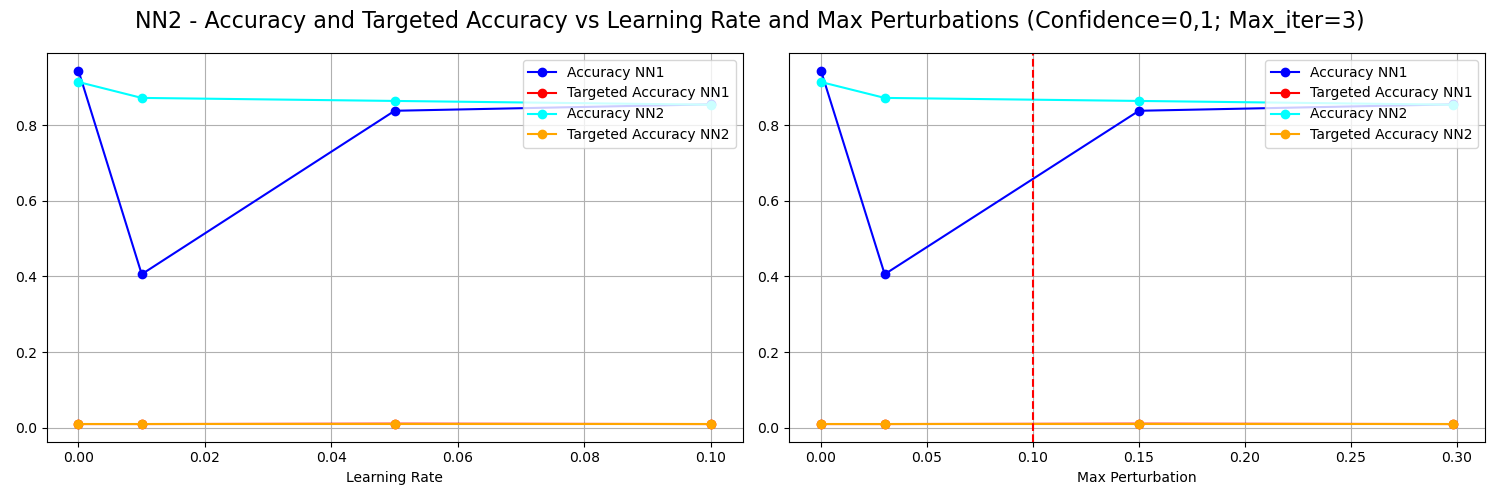 NN2 - Accuracy and Targeted Accuracy vs Learning Rate and Max Perturbations (Confidence=0,1; Max_iter=3)
Accuracy NN1
Targeted Accuracy NN1
Accuracy NN2
Targeted Accuracy NN2
0.8
0.6
0.4
0.2
0.0
0.00 0.02 0.04 0.06 0.08 0.10
Learning Rate
Accuracy NN1
Targeted Accuracy NN1
Accuracy NN2
Targeted Accuracy NN2
0.8
0.6
0.4
0.2
0.0
0.00 0.05 0.10 0.15 0.20 0.25 0.30
Max Perturbation